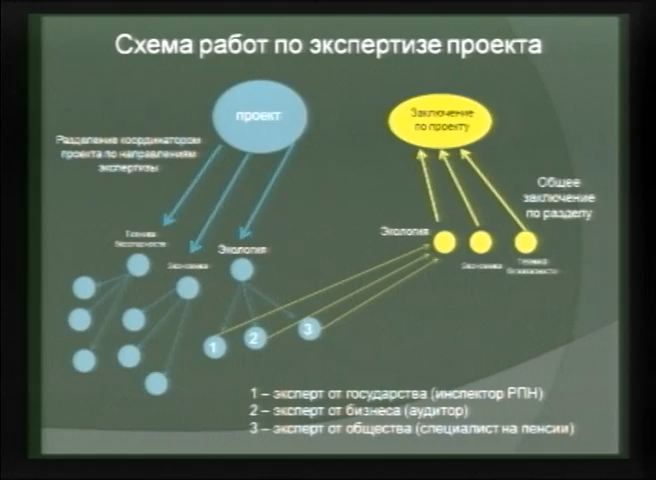 Схема работ по экспертизе проекта
проект
Заключение
по проекту
Разделение координатором
проекта по направлениям
экспертизы
Общее
заключение
по разделу
Техника
безопасности
Экономика
Экология
Экология
Экономика
Техника
безопасности
1
2
3
1 – эксперт от государства (инспектор РПН)
2 – эксперт от бизнеса (аудитор)
3 – эксперт от общества (специалист на пенсии)